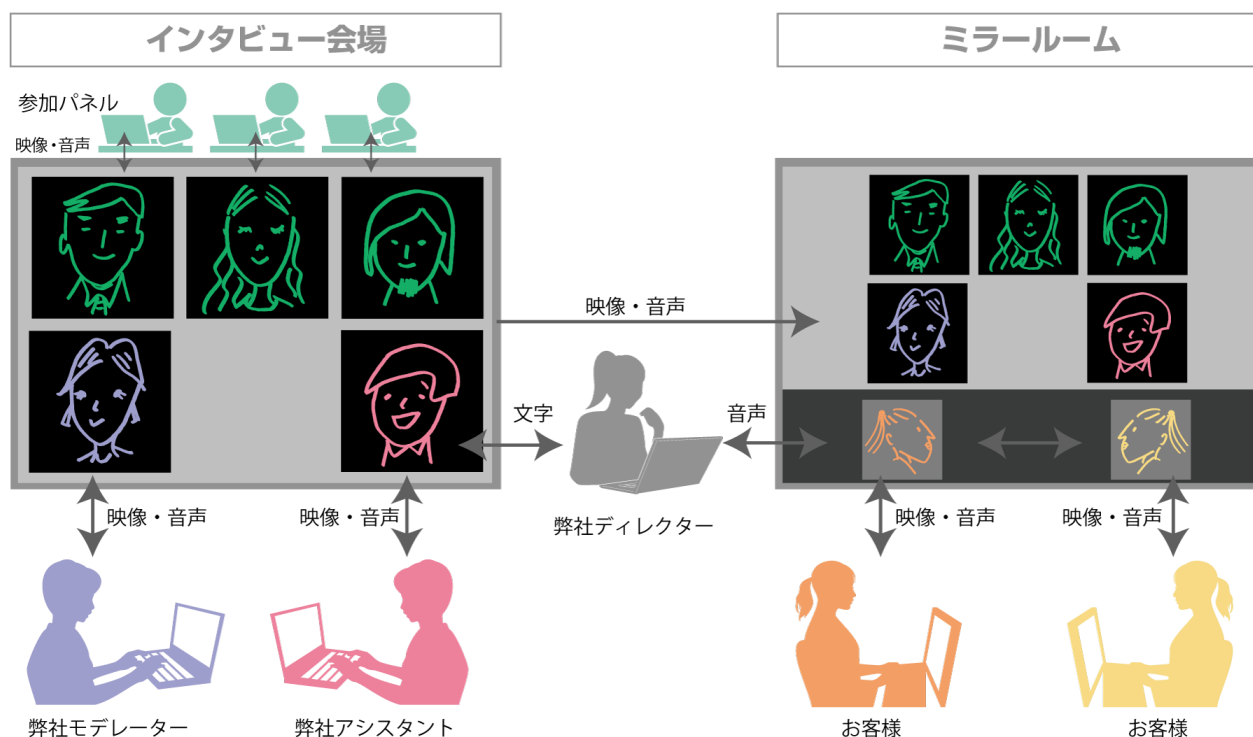 インタビュー会場
ミラールーム
参加パネル
映像・音声
映像・音声
文字
音声
弊社ディレクター
映像・音声
映像・音声
映像・音声
映像・音声
弊社モデレーター
弊社アシスタント
お客様
お客様